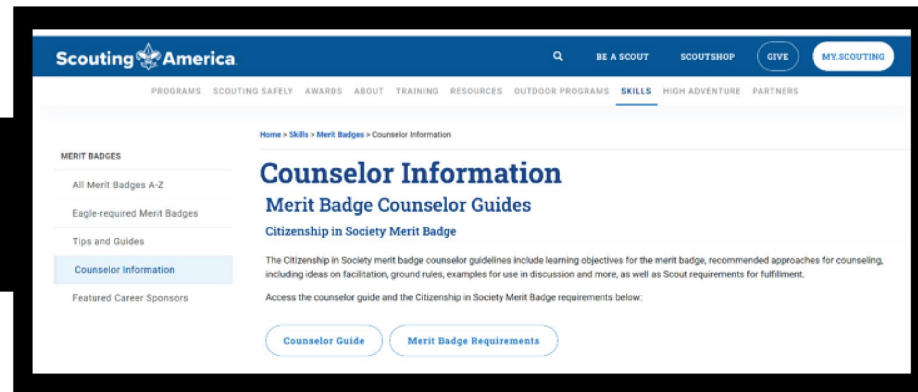 Scouting America
BE A SCOUT
SCOUTSHOP
GIVE
MY.SCOUTING
PROGRAMS SCOUTING SAFELY AWARDS ABOUT TRAINING RESOURCES OUTDOOR PROGRAMS SKILLS HIGH ADVENTURE PARTNERS
Home > Skills > Merit Badges > Counselor Information
MERIT BADGES
All Merit Badges A-Z
Eagle-required Merit Badges
Tips and Guides
Counselor Information
Featured Career Sponsors
Counselor Information
Merit Badge Counselor Guides
Citizenship in Society Merit Badge
The Citizenship in Society merit badge counselor guidelines include learning objectives for the merit badge, recommended approaches for counseling,
including ideas on facilitation, ground rules, examples for use in discussion and more, as well as Scout requirements for fulfillment.
Access the counselor guide and the Citizenship in Society Merit Badge requirements below:
Counselor Guide
Merit Badge Requirements